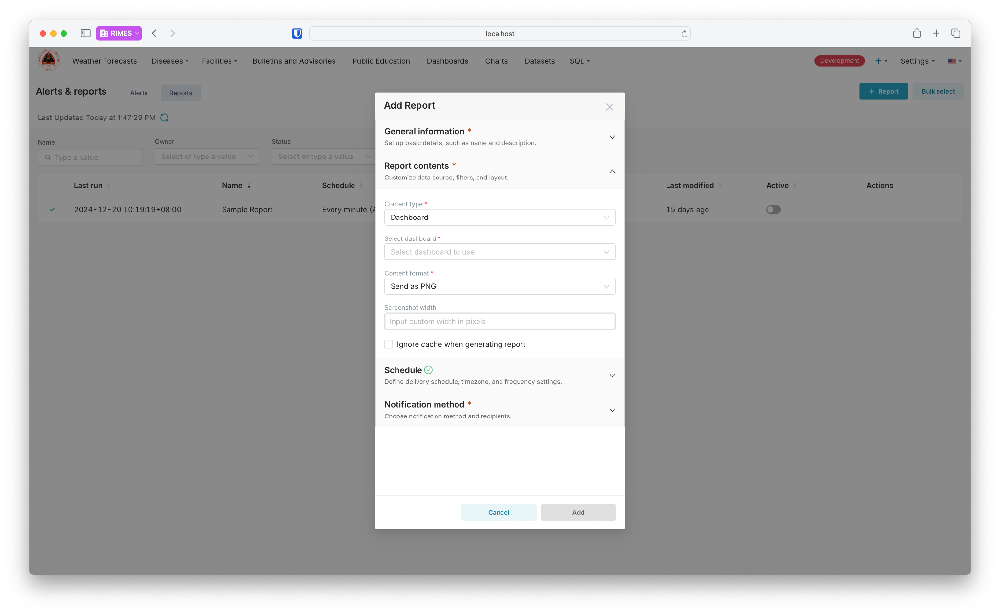 RIMES
localhost
Weather Forecasts Diseases Facilities Bulletins and Advisories Public Education Dashboards Charts Datasets SQL Development + Settings
Alerts & reports Alerts Reports + Report Bulk select
Last Updated Today at 1:47:29 PM
Name Owner Status
Type a value Select or type a value Select or type a value
Last run Name Schedule Last modified Active Actions
2024-12-20 10:19:19+08:00 Sample Report Every minute (A 15 days ago
Add Report
General information *
Set up basic details, such as name and description.
Report contents *
Customize data source, filters, and layout.
Content type *
Dashboard
Select dashboard *
Select dashboard to use
Content format *
Send as PNG
Screenshot width
Input custom width in pixels
Ignore cache when generating report
Schedule
Define delivery schedule, timezone, and frequency settings.
Notification method *
Choose notification method and recipients.
Cancel Add